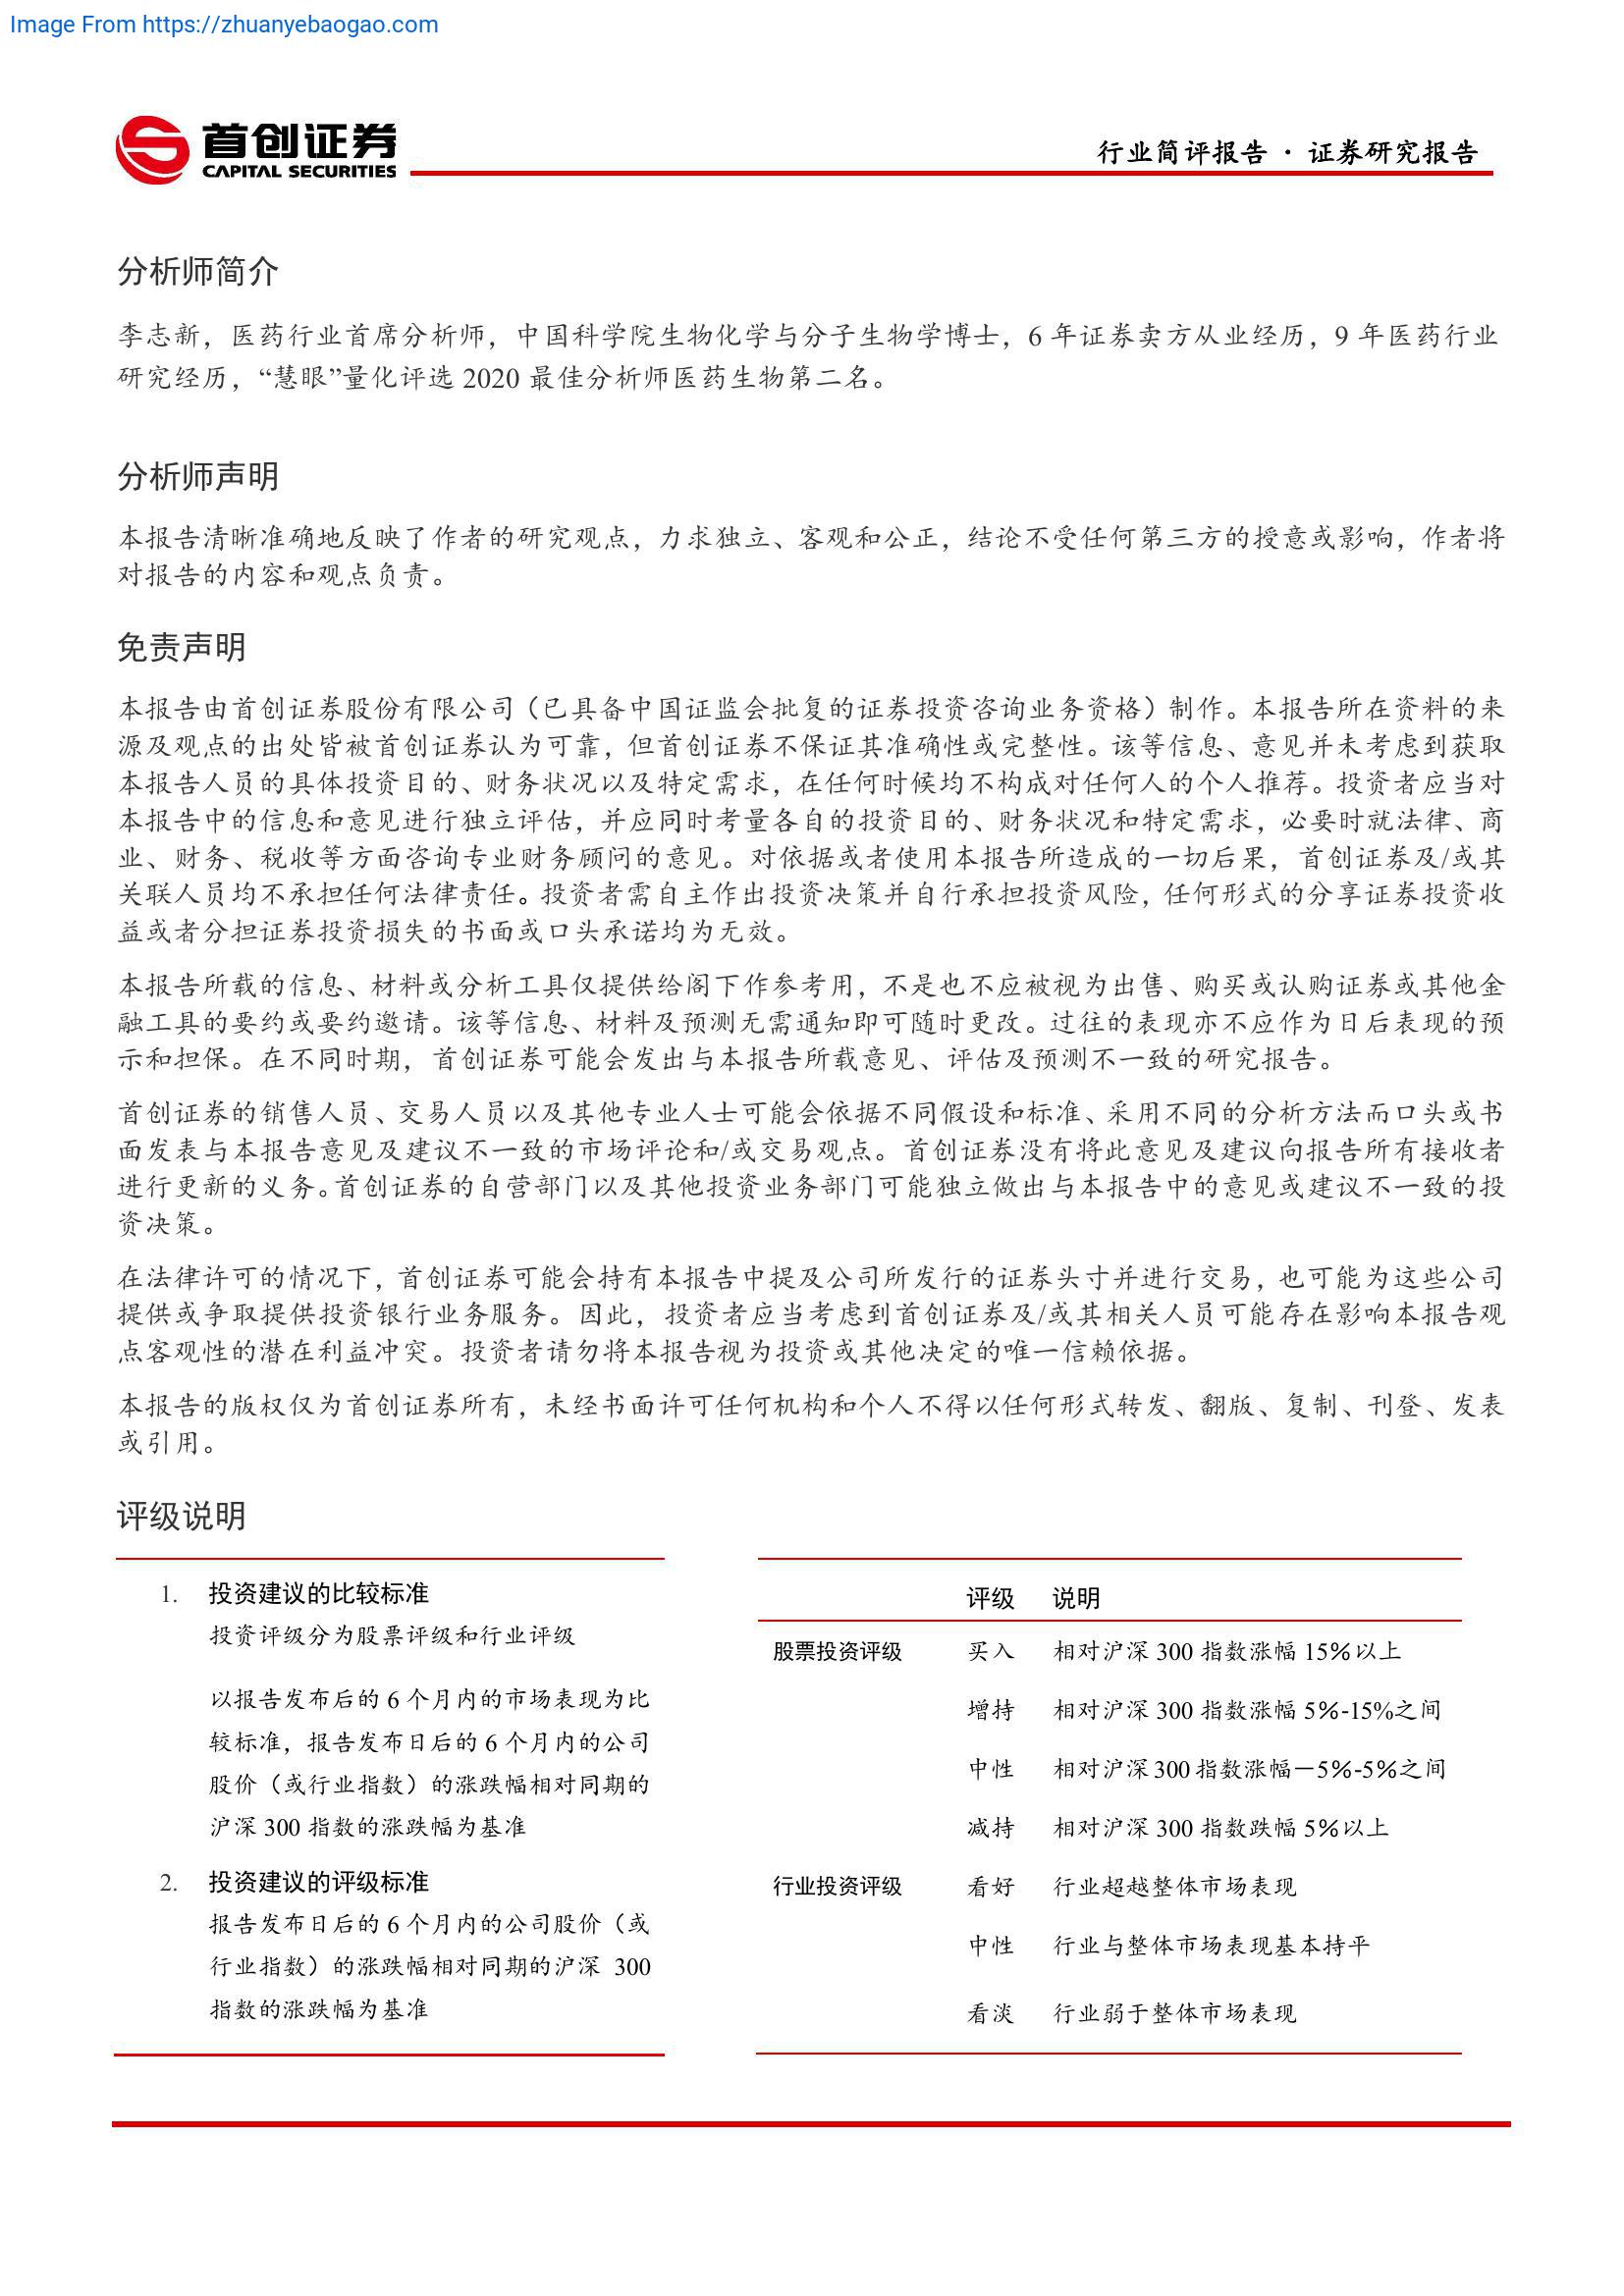 Image From https://zhuanyebaogao.com
首创证券
CAPITAL SECURITIES
行业简评报告 · 证券研究报告
分析师简介
李志新，医药行业首席分析师，中国科学院生物化学与分子生物学博士，6 年证券卖方从业经历，9 年医药行业
研究经历，“慧眼”量化评选 2020 最佳分析师医药生物第二名。
分析师声明
本报告清晰准确地反映了作者的研究观点，力求独立、客观和公正，结论不受任何第三方的授意或影响，作者将
对报告的内容和观点负责。
免责声明
本报告由首创证券股份有限公司（已具备中国证监会批复的证券投资咨询业务资格）制作。本报告所在资料的来
源及观点的出处皆被首创证券认为可靠，但首创证券不保证其准确性或完整性。该等信息、意见并未考虑到获取
本报告人员的具体投资目的、财务状况以及特定需求，在任何时候均不构成对任何人的个人推荐。投资者应当对
本报告中的信息和意见进行独立评估，并应同时考量各自的投资目的、财务状况和特定需求，必要时就法律、商
业、财务、税收等方面咨询专业财务顾问的意见。对依据或者使用本报告所造成的一切后果，首创证券及/或其
关联人员均不承担任何法律责任。投资者需自主作出投资决策并自行承担投资风险，任何形式的分享证券投资收
益或者分担证券投资损失的书面或口头承诺均为无效。
本报告所载的信息、材料或分析工具仅提供给阁下作参考用，不是也不应被视为出售、购买或认购证券或其他金
融工具的要约或要约邀请。该等信息、材料及预测无需通知即可随时更改。过往的表现亦不应作为日后表现的预
示和担保。在不同时期，首创证券可能会发出与本报告所载意见、评估及预测不一致的研究报告。
首创证券的销售人员、交易人员以及其他专业人士可能会依据不同假设和标准、采用不同的分析方法而口头或书
面发表与本报告意见及建议不一致的市场评论和/或交易观点。首创证券没有将此意见及建议向报告所有接收者
进行更新的义务。首创证券的自营部门以及其他投资业务部门可能独立做出与本报告中的意见或建议不一致的投
资决策。
在法律许可的情况下，首创证券可能会持有本报告中提及公司所发行的证券头寸并进行交易，也可能为这些公司
提供或争取提供投资银行业务服务。因此，投资者应当考虑到首创证券及/或其相关人员可能存在影响本报告观
点客观性的潜在利益冲突。投资者请勿将本报告视为投资或其他决定的唯一信赖依据。
本报告的版权仅为首创证券所有，未经书面许可任何机构和个人不得以任何形式转发、翻版、复制、刊登、发表
或引用。
评级说明
1. 投资建议的比较标准
投资评级分为股票评级和行业评级
以报告发布后的 6 个月内的市场表现为比
较标准，报告发布日后的 6 个月内的公司
股价（或行业指数）的涨跌幅相对同期的
沪深 300 指数的涨跌幅为基准
2. 投资建议的评级标准
报告发布日后的 6 个月内的公司股价（或
行业指数）的涨跌幅相对同期的沪深 300
指数的涨跌幅为基准
评级 说明
股票投资评级 买入 相对沪深 300 指数涨幅 15％以上
增持 相对沪深 300 指数涨幅 5％-15%之间
中性 相对沪深 300 指数涨幅－5％-5％之间
减持 相对沪深 300 指数跌幅 5％以上
行业投资评级 看好 行业超越整体市场表现
中性 行业与整体市场表现基本持平
看淡 行业弱于整体市场表现